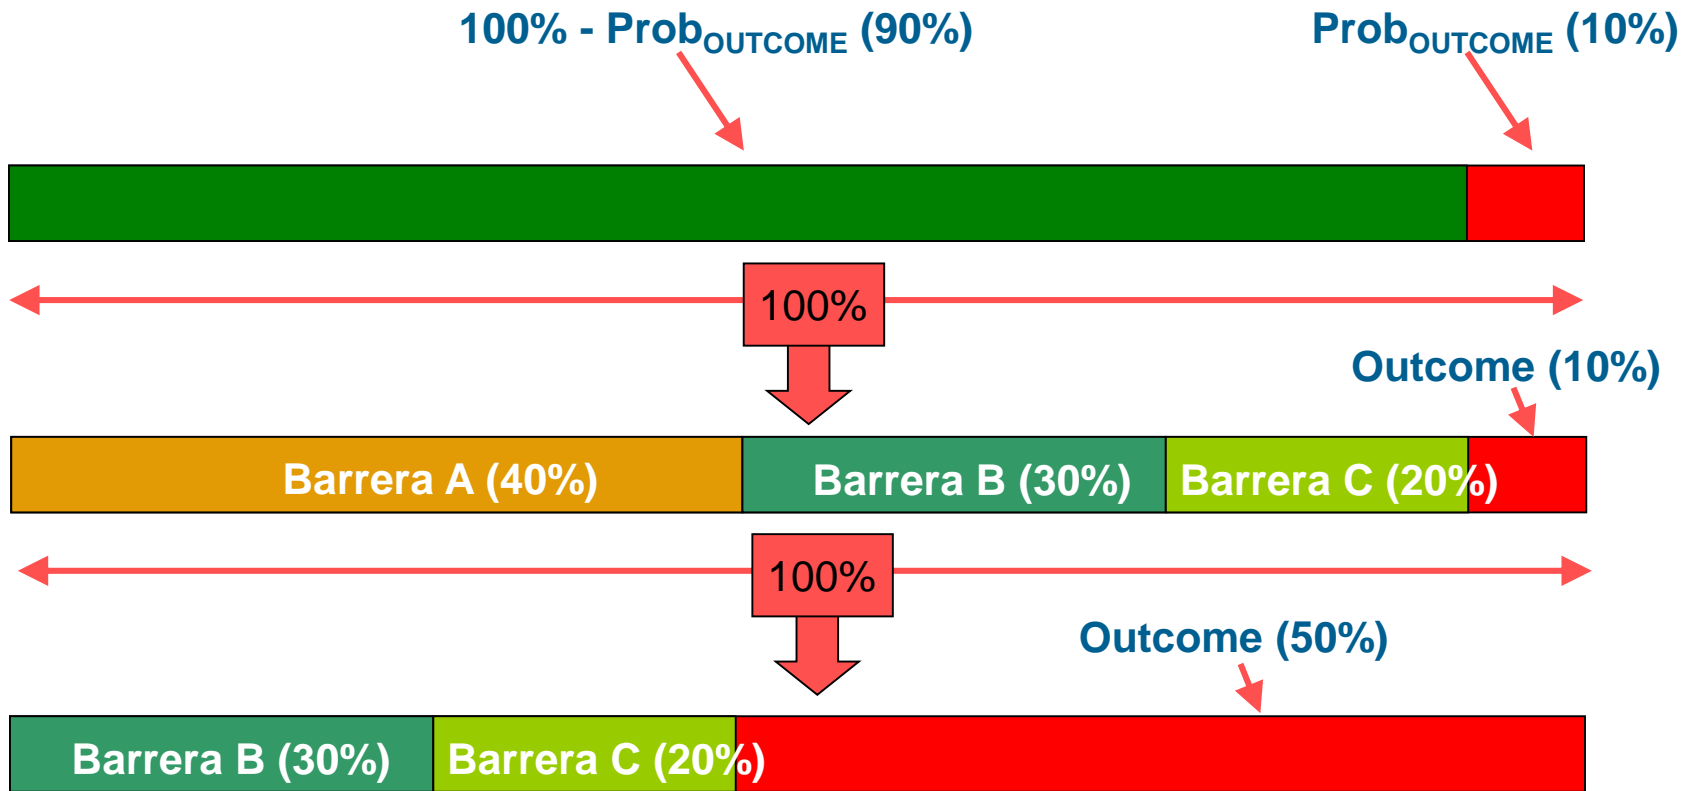 100% - ProbOUTCOME (90%)
ProbOUTCOME (10%)
100%
Outcome (10%)
Barrera A (40%)
Barrera B (30%)
Barrera C (20%)
100%
Outcome (50%)
Barrera B (30%)
Barrera C (20%)